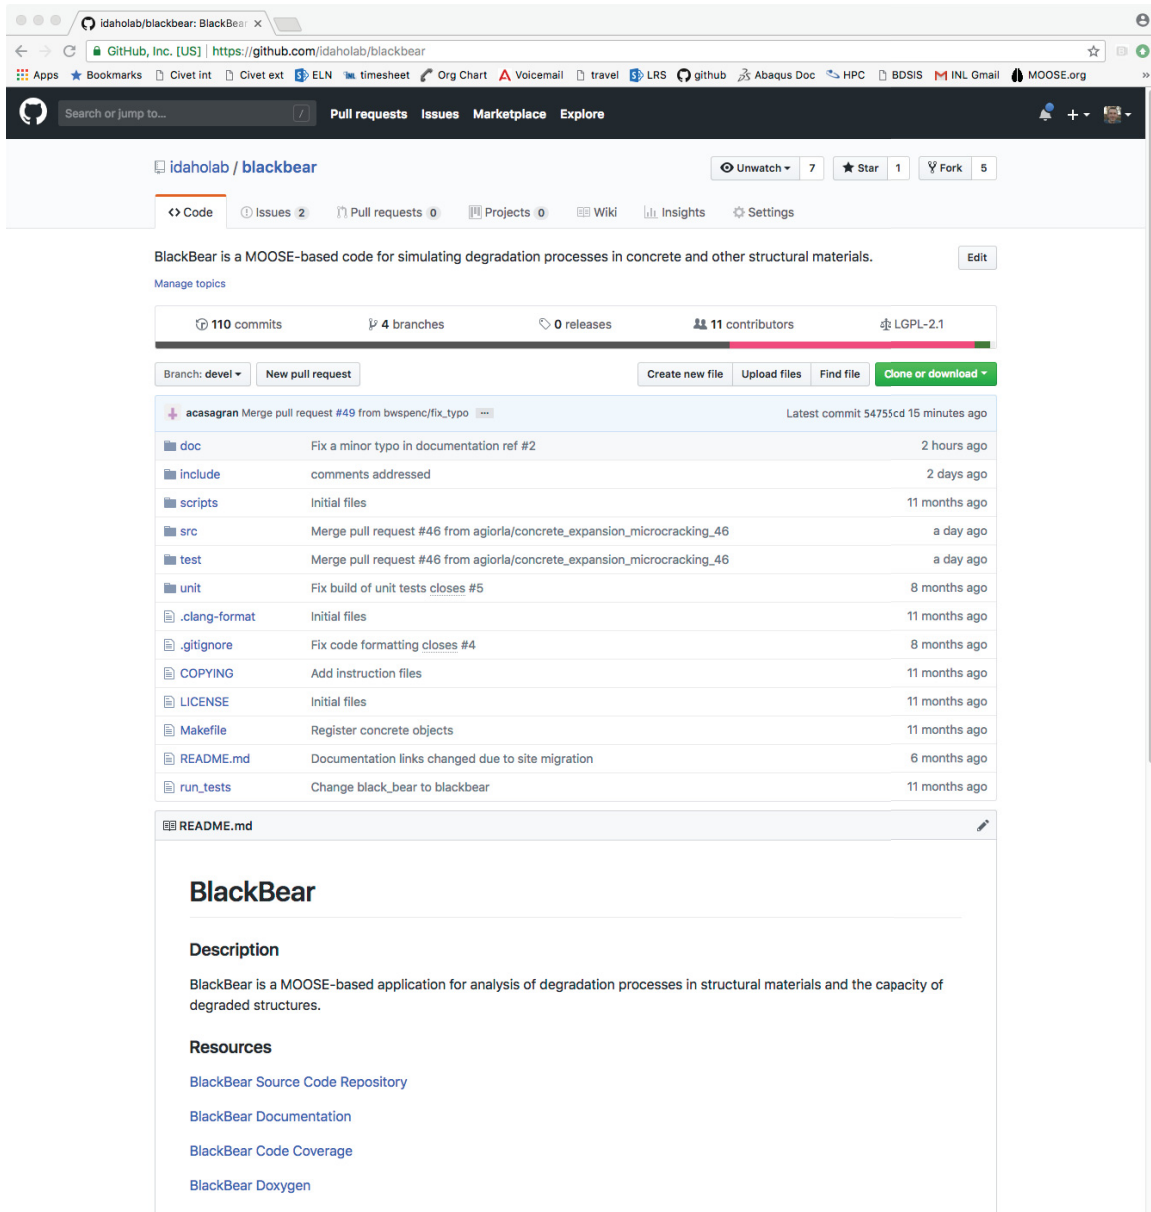 idaholab/blackbear: BlackBear
GitHub, Inc. [US] | https://github.com/idaholab/blackbear
Apps Bookmarks Civet int Civet ext ELN timesheet Org Chart Voicemail travel LRS github Abaqus Doc HPC BDSIS INL Gmail MOOSE.org »
Search or jump to... / Pull requests Issues Marketplace Explore
idaholab / blackbear Unwatch 7 Star 1 Fork 5
Code Issues 2 Pull requests 0 Projects 0 Wiki Insights Settings
BlackBear is a MOOSE-based code for simulating degradation processes in concrete and other structural materials. Edit
Manage topics
110 commits 4 branches 0 releases 11 contributors LGPL-2.1
Branch: devel New pull request Create new file Upload files Find file Clone or download
acasagran Merge pull request #49 from bwspenc/fix_typo ... Latest commit 54755cd 15 minutes ago
doc Fix a minor typo in documentation ref #2 2 hours ago
include comments addressed 2 days ago
scripts Initial files 11 months ago
src Merge pull request #46 from agiorla/concrete_expansion_microcracking_46 a day ago
test Merge pull request #46 from agiorla/concrete_expansion_microcracking_46 a day ago
unit Fix build of unit tests closes #5 8 months ago
.clang-format Initial files 11 months ago
.gitignore Fix code formatting closes #4 8 months ago
COPYING Add instruction files 11 months ago
LICENSE Initial files 11 months ago
Makefile Register concrete objects 11 months ago
README.md Documentation links changed due to site migration 6 months ago
run_tests Change black_bear to blackbear 11 months ago
README.md
BlackBear
Description
BlackBear is a MOOSE-based application for analysis of degradation processes in structural materials and the capacity of
degraded structures.
Resources
BlackBear Source Code Repository
BlackBear Documentation
BlackBear Code Coverage
BlackBear Doxygen